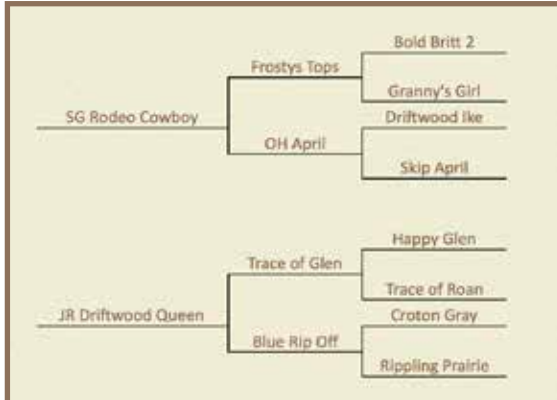 Bold Britt 2
Frostys Tops
Granny's Girl
SG Rodeo Cowboy
Driftwood Ike
OH April
Skip April
Happy Glen
Trace of Glen
Trace of Roan
JR Driftwood Queen
Croton Gray
Blue Rip Off
Rippling Prairie